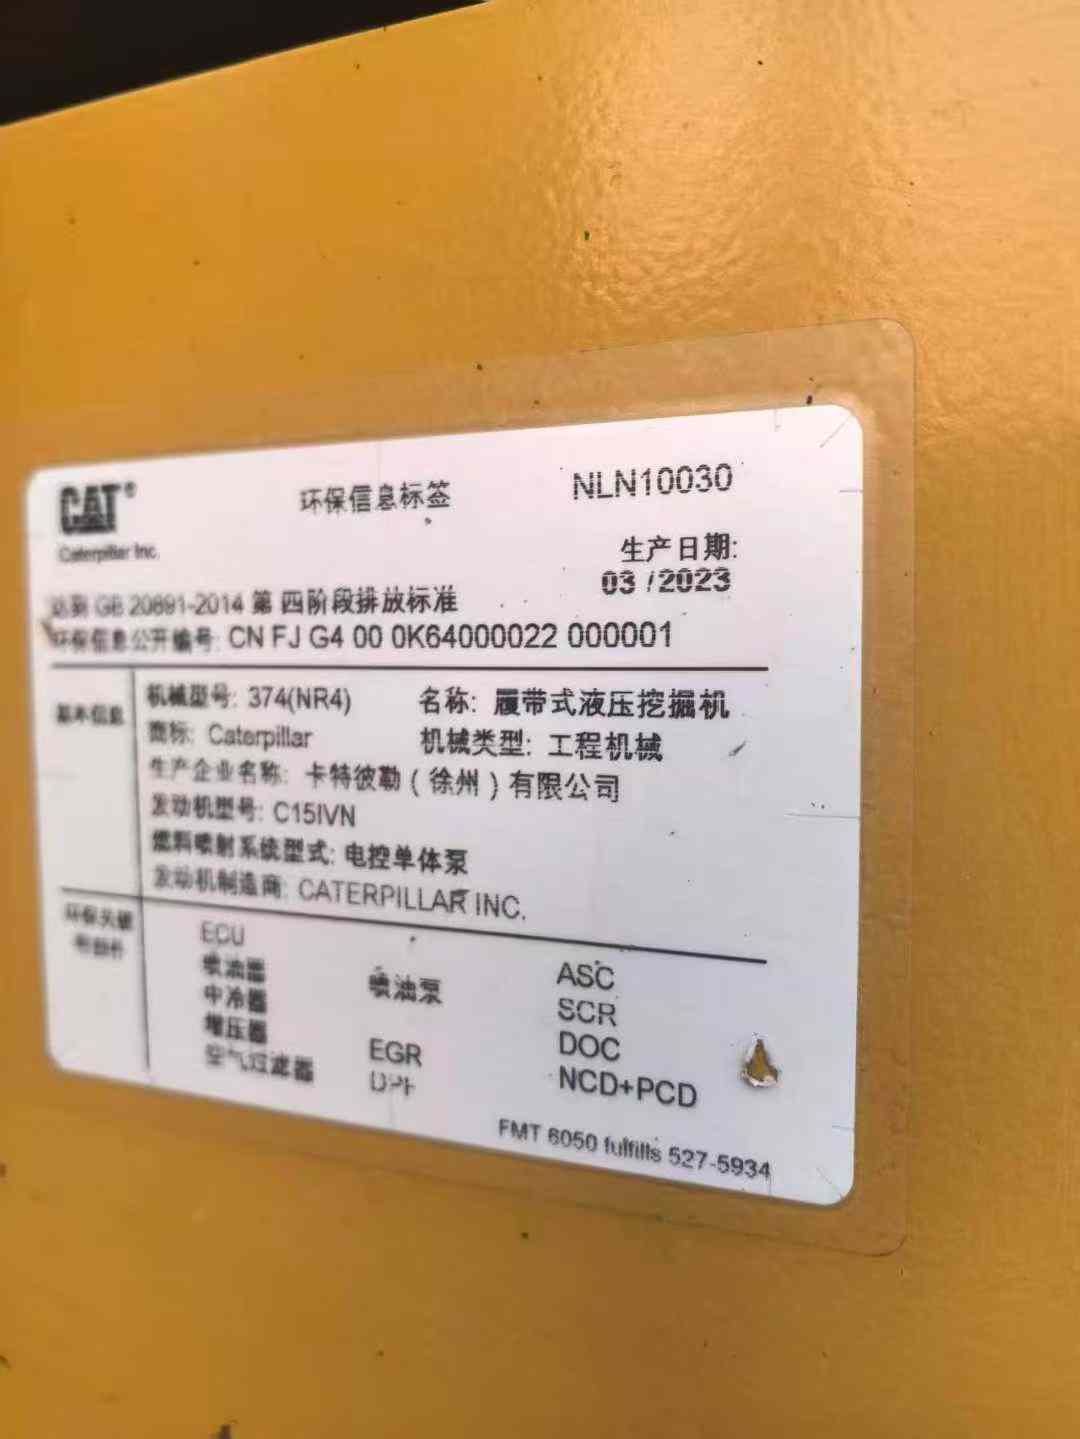 CAT®
Caterpillar Inc.
环保信息标签
NLN10030
生产日期:
03 /2023
达到 GB 20891-2014 第 四阶段排放标准
环保信息公开编号: CN FJ G4 00 0K64000022 000001
基本信息
机械型号: 374(NR4) 名称: 履带式液压挖掘机
商标: Caterpillar 机械类型: 工程机械
生产企业名称: 卡特彼勒 ( 徐州 ) 有限公司
发动机型号: C15IVN
燃料喷射系统型式: 电控单体泵
发动机制造商: CATERPILLAR INC.
环保关键
零部件
ECU
喷油器 喷油泵 ASC
中冷器 SCR
增压器 EGR DOC
空气过滤器 DPF NCD+PCD
FMT 6050 fulfills 527-5934